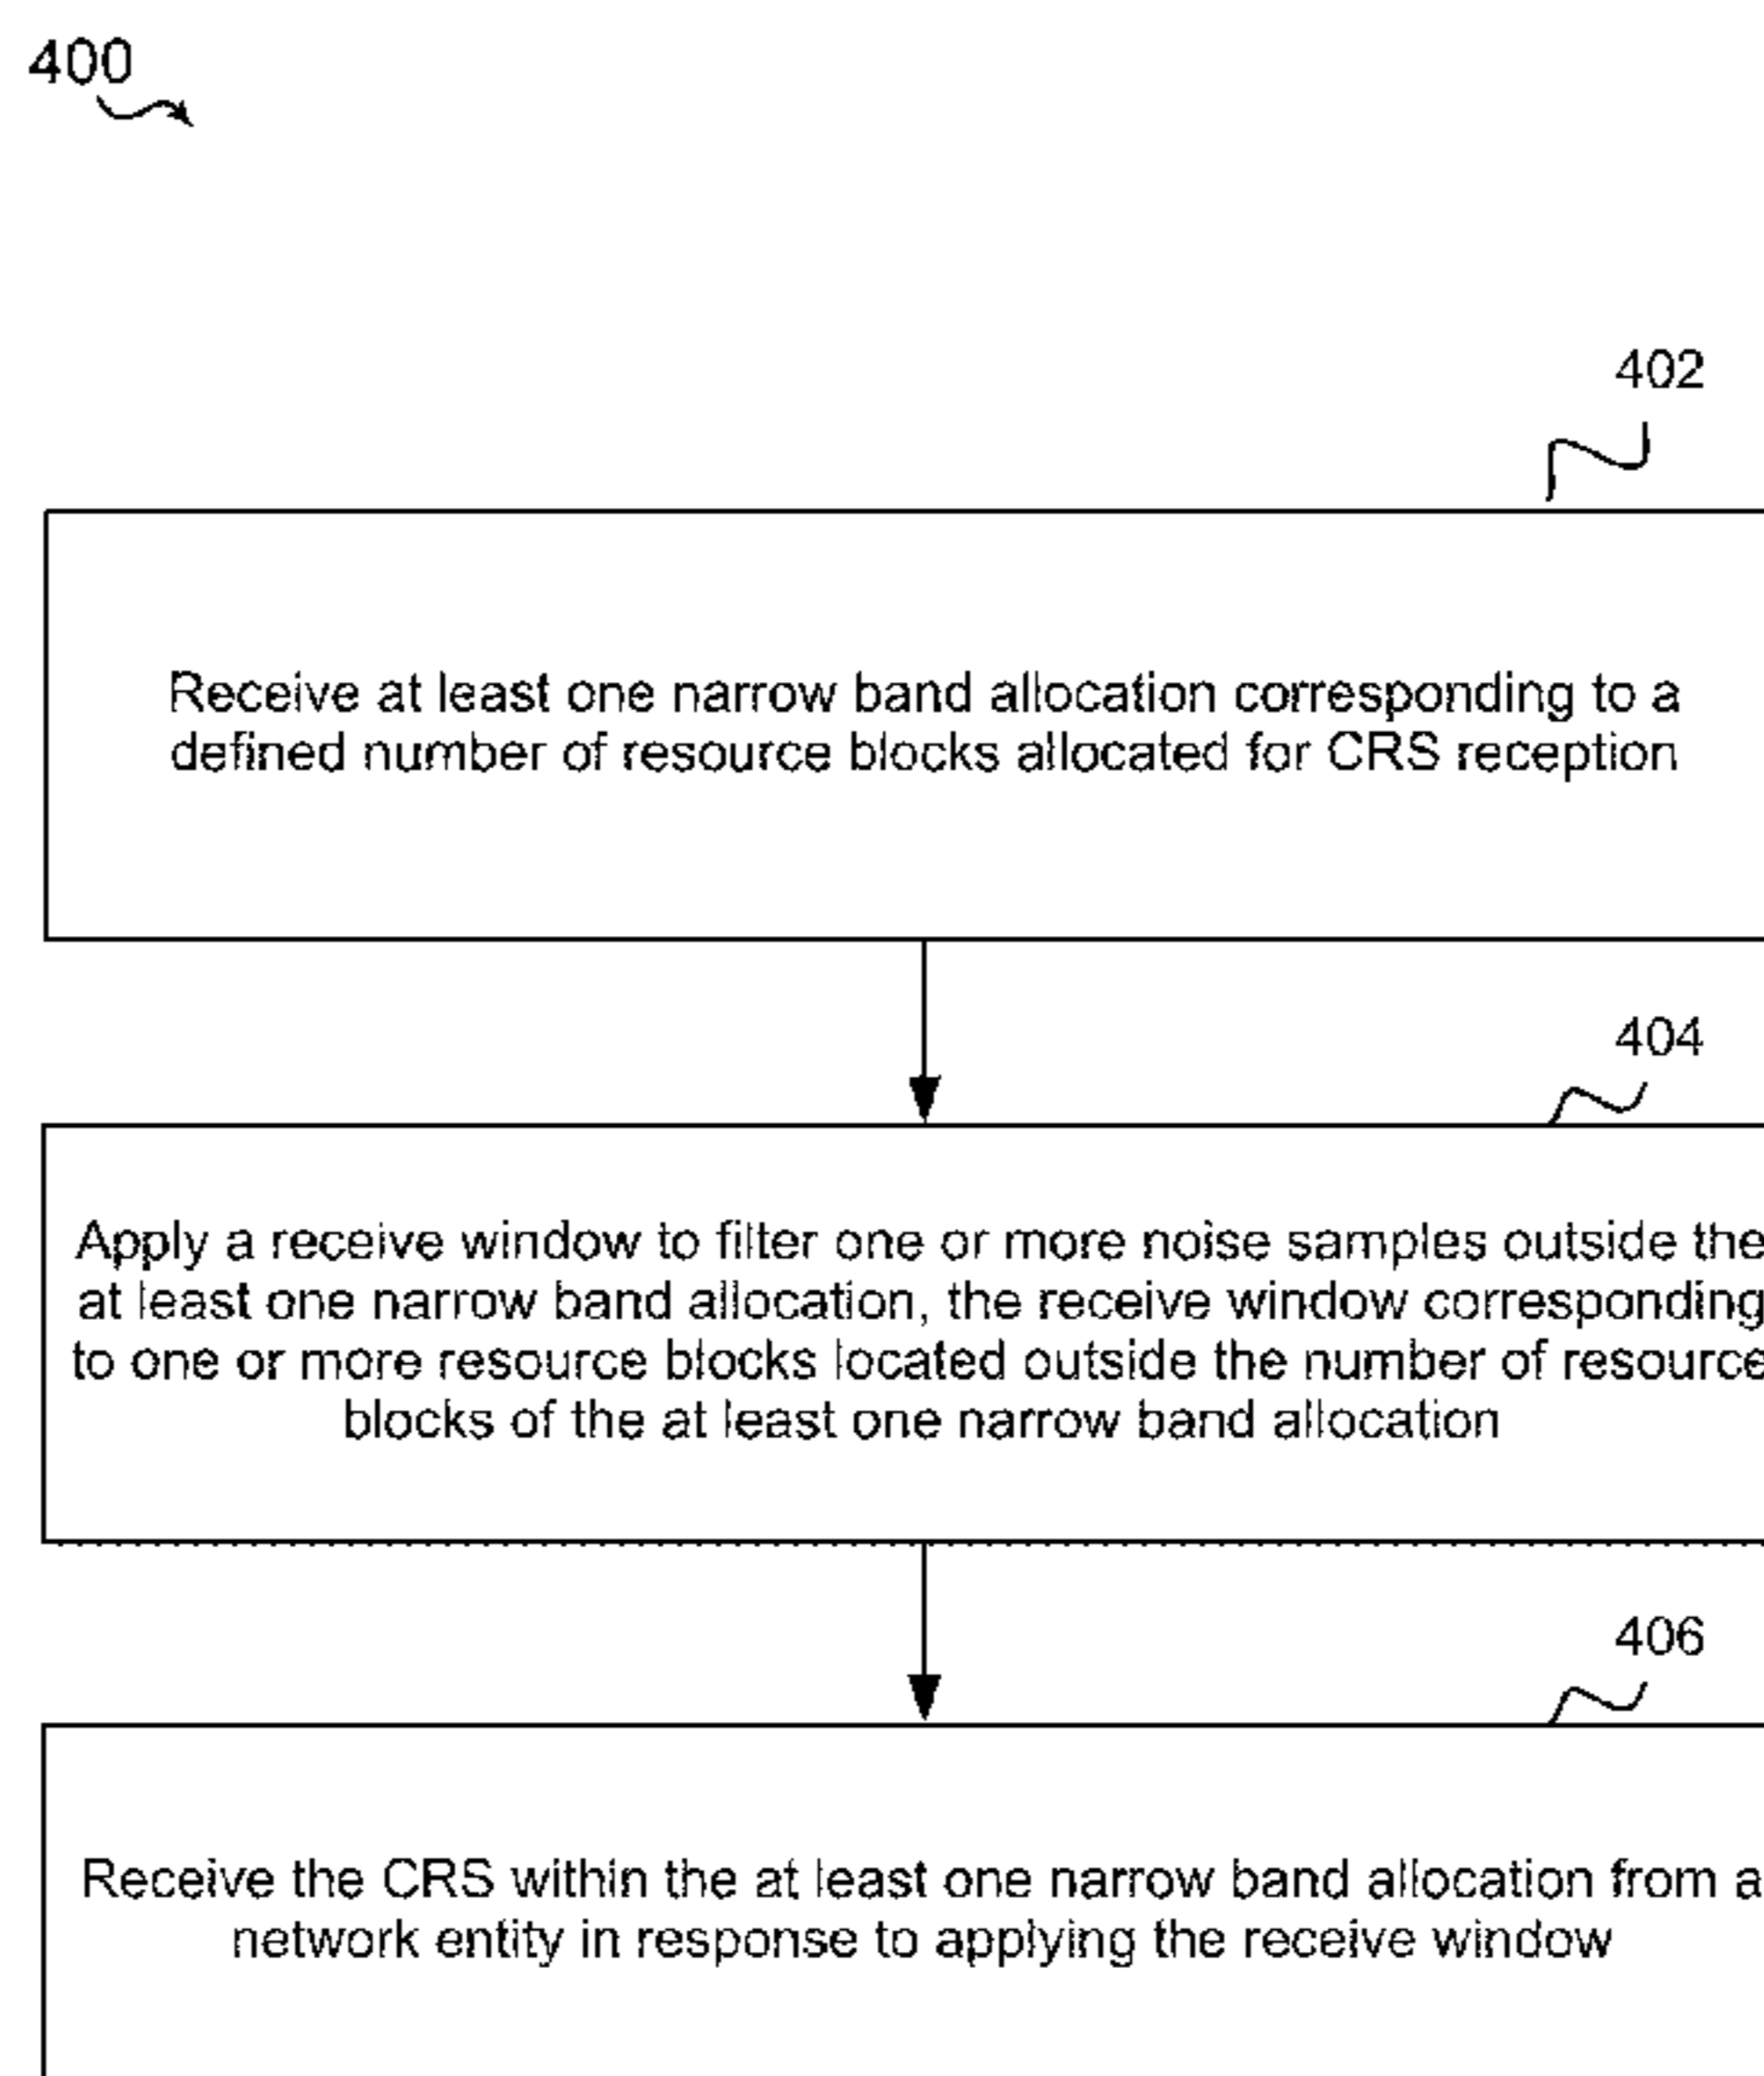 400
402
Receive at least one narrow band allocation corresponding to a
defined number of resource blocks allocated for CRS reception
404
Apply a receive window to filter one or more noise samples outside the
at least one narrow band allocation, the receive window corresponding
to one or more resource blocks located outside the number of resource
blocks of the at least one narrow band allocation
406
Receive the CRS within the at least one narrow band allocation from a
network entity in response to applying the receive window